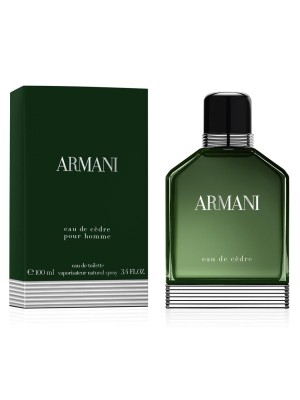 ARMANI
eau de cèdre
pour homme
eau de toilette
℮ 100 ml vaporisateur natural spray 3.4 FL.OZ.
ARMANI
eau de cèdre